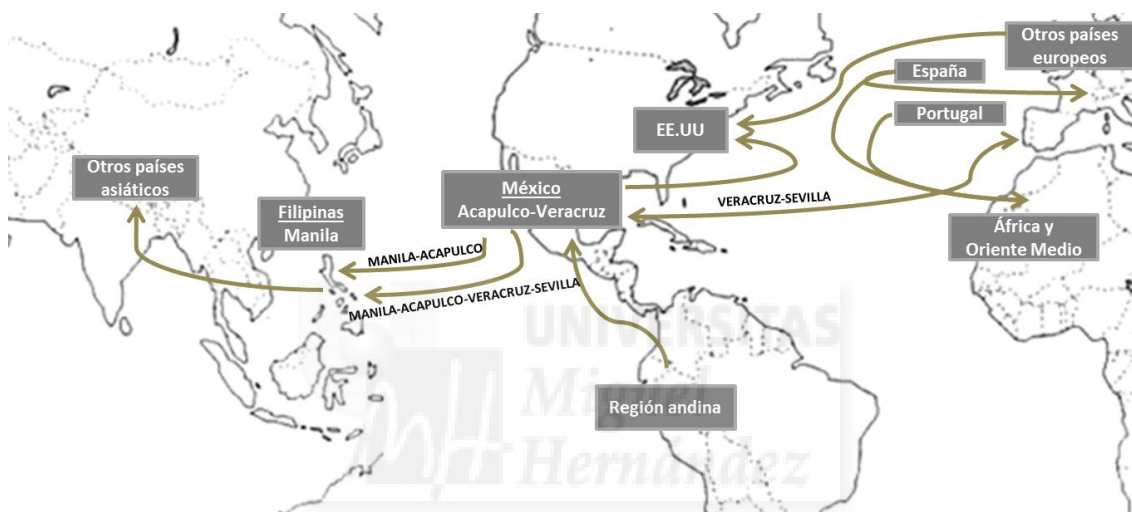 Otros países
europeos
España
Portugal
EE.UU
Otros países
asiáticos
Filipinas
Manila
México
Acapulco-Veracruz
VERACRUZ-SEVILLA
África y
Oriente Medio
MANILA-ACAPULCO
MANILA-ACAPULCO-VERACRUZ-SEVILLA
Región andina
UNIVERSITAS
Miguel
Hernández